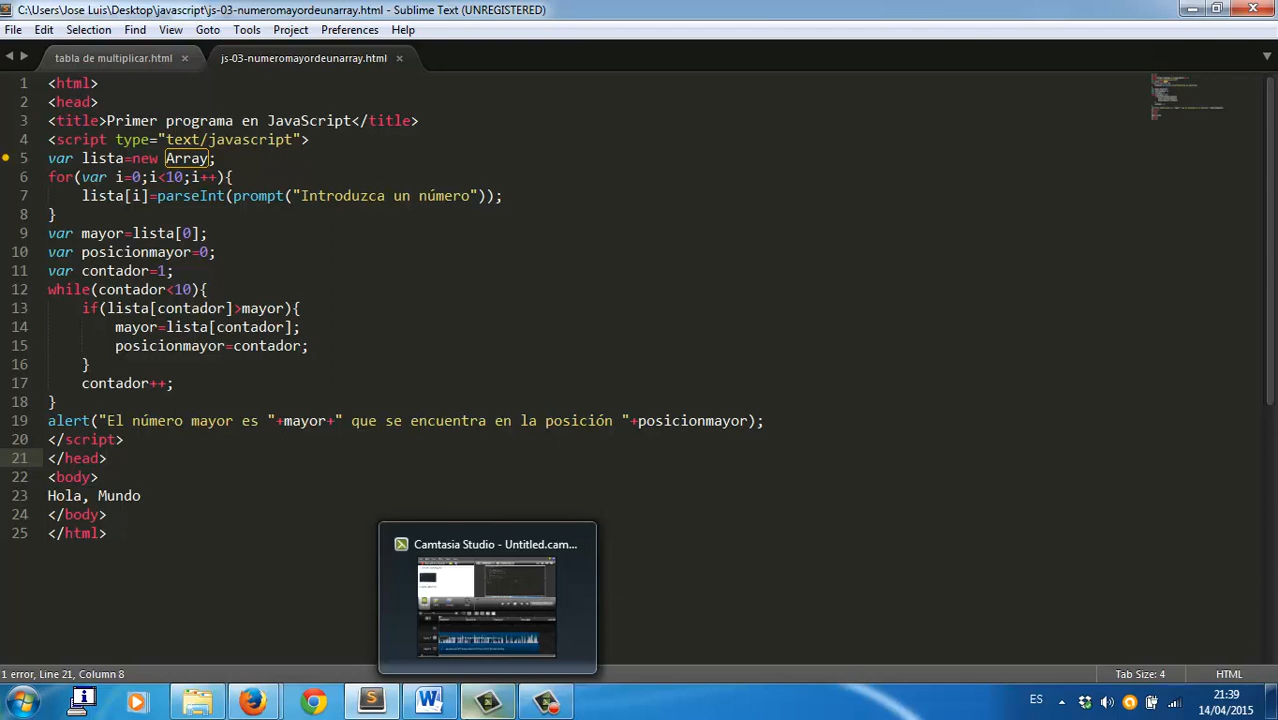 C:\Users\Jose Luis\Desktop\javascript\js-03-numeromayordeunarray.html - Sublime Text (UNREGISTERED)
File Edit Selection Find View Goto Tools Project Preferences Help
tabla de multiplicar.html × js-03-numeromayordeunarray.html ×
1 <html>
2 <head>
3 <title>Primer programa en JavaScript</title>
4 <script type="text/javascript">
5 var lista=new Array;
6 for(var i=0;i<10;i++){
7 lista[i]=parseInt(prompt("Introduzca un número"));
8 }
9 var mayor=lista[0];
10 var posicionmayor=0;
11 var contador=1;
12 while(contador<10){
13 if(lista[contador]>mayor){
14 mayor=lista[contador];
15 posicionmayor=contador;
16 }
17 contador++;
18 }
19 alert("El número mayor es "+mayor+" que se encuentra en la posición "+posicionmayor);
20 </script>
21 </head>
22 <body>
23 Hola, Mundo
24 </body>
25 </html>
Camtasia Studio - Untitled.cam...
1 error, Line 21, Column 8 Tab Size: 4 HTML
ES 21:39
14/04/2015